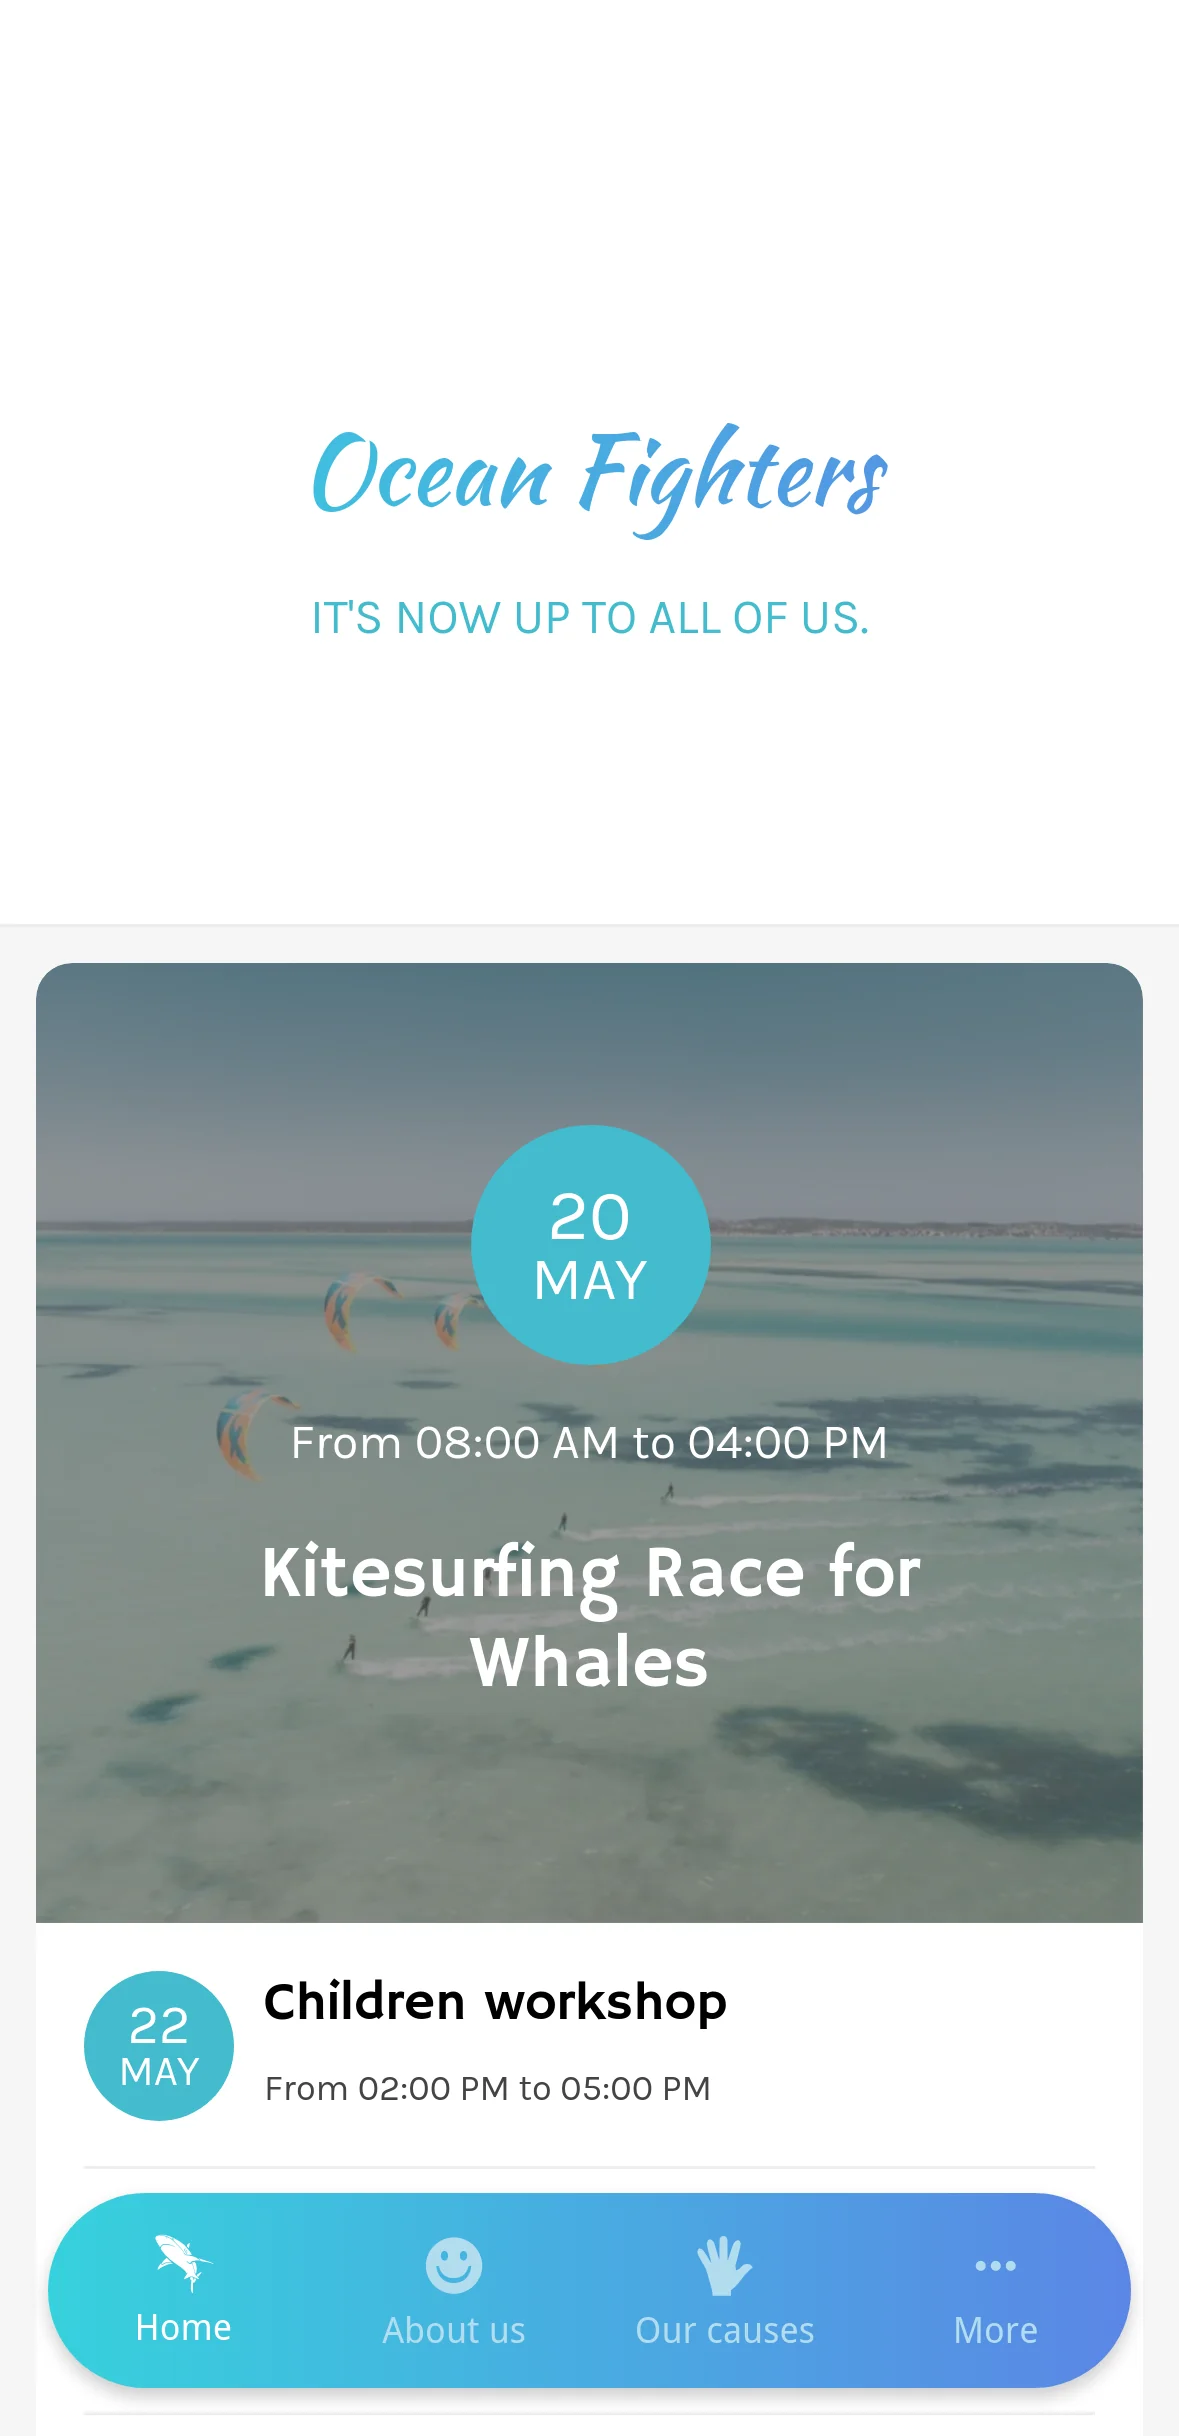 Ocean Fighters
IT'S NOW UP TO ALL OF US.
20
MAY
From 08:00 AM to 04:00 PM
Kitesurfing Race for
Whales
22
MAY
Children workshop
From 02:00 PM to 05:00 PM
Home
About us
Our causes
More